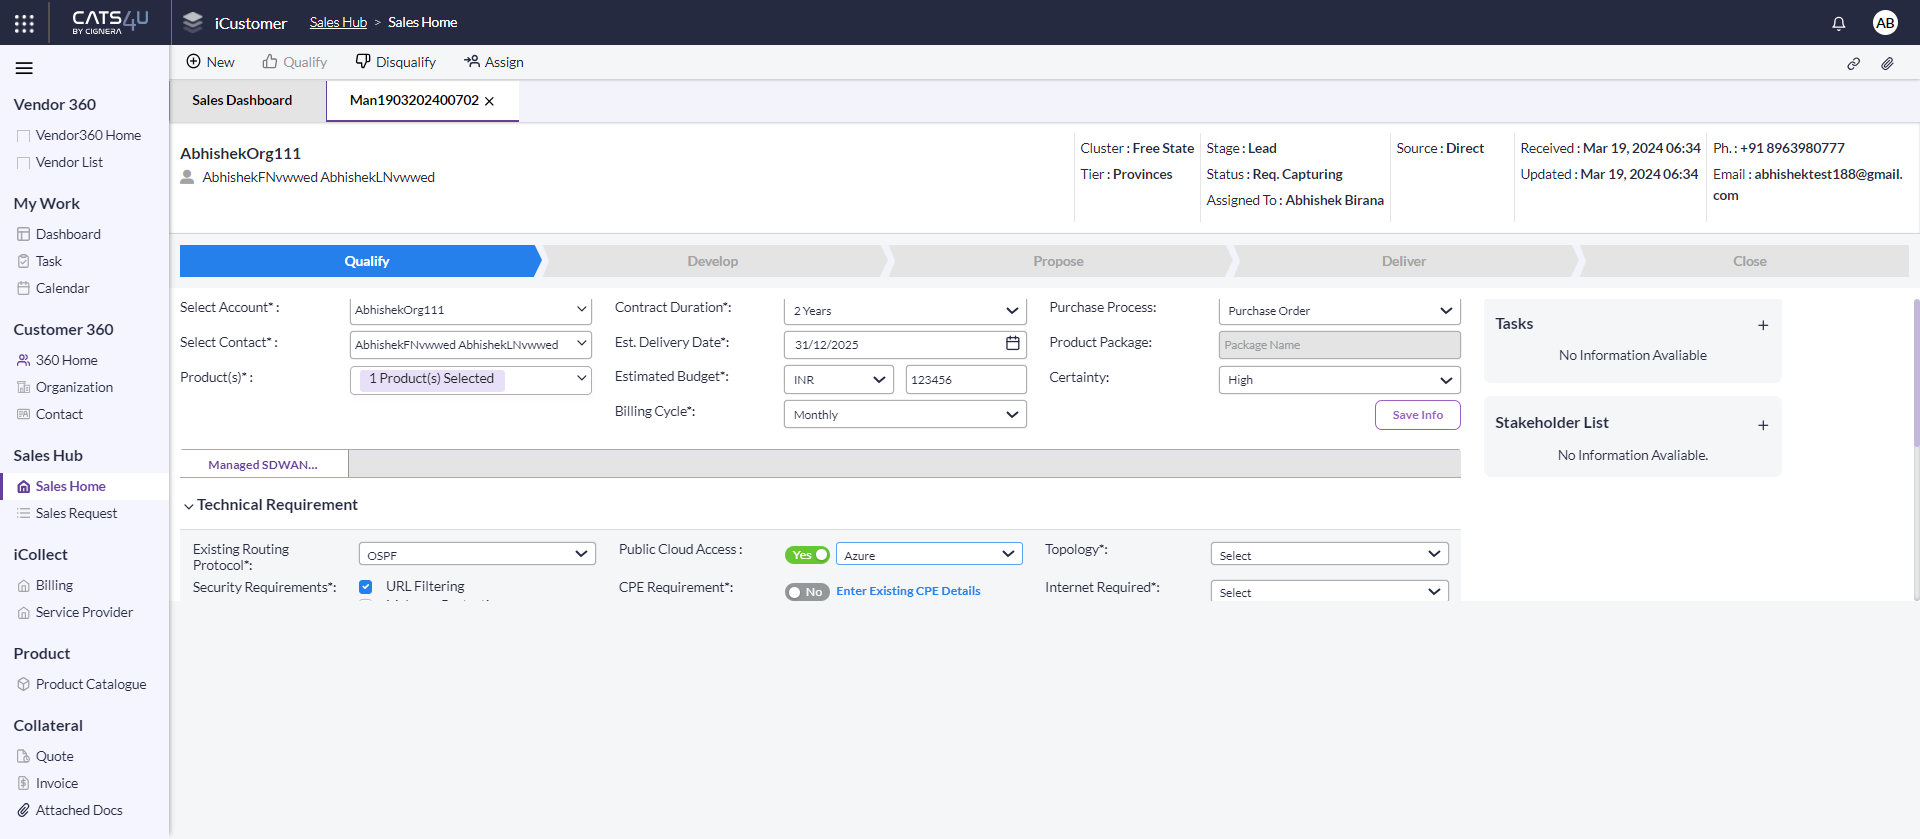 CATS4U
BY CIGNERA
iCustomer
Sales Hub > Sales Home
AB
New
Qualify
Disqualify
Assign
Sales Dashboard
Man1903202400702
Vendor 360
Vendor360 Home
Vendor List
My Work
Dashboard
Task
Calendar
Customer 360
360 Home
Organization
Contact
Sales Hub
Sales Home
Sales Request
iCollect
Billing
Service Provider
Product
Product Catalogue
Collateral
Quote
Invoice
Attached Docs
AbhishekOrg111
AbhishekFNvwwed AbhishekLNvwwed
Cluster : Free State
Tier : Provinces
Stage : Lead
Status : Req. Capturing
Assigned To : Abhishek Birana
Source : Direct
Received : Mar 19, 2024 06:34
Updated : Mar 19, 2024 06:34
Ph. : +91 8963980777
Email : abhishektest188@gmail.
com
Qualify
Develop
Propose
Deliver
Close
Select Account* :
AbhishekOrg111
Select Contact* :
AbhishekFNvwwed AbhishekLNvwwed
Product(s)* :
1 Product(s) Selected
Contract Duration*:
2 Years
Est. Delivery Date*:
31/12/2025
Estimated Budget*:
INR
123456
Billing Cycle*:
Monthly
Purchase Process:
Purchase Order
Product Package:
Package Name
Certainty:
High
Save Info
Tasks
No Information Avaliable
Stakeholder List
No Information Avaliable.
Managed SDWAN...
Technical Requirement
Existing Routing
Protocol*:
OSPF
Public Cloud Access :
Yes
Azure
Topology*:
Select
Security Requirements*:
URL Filtering
CPE Requirement*:
No
Enter Existing CPE Details
Internet Required*:
Select